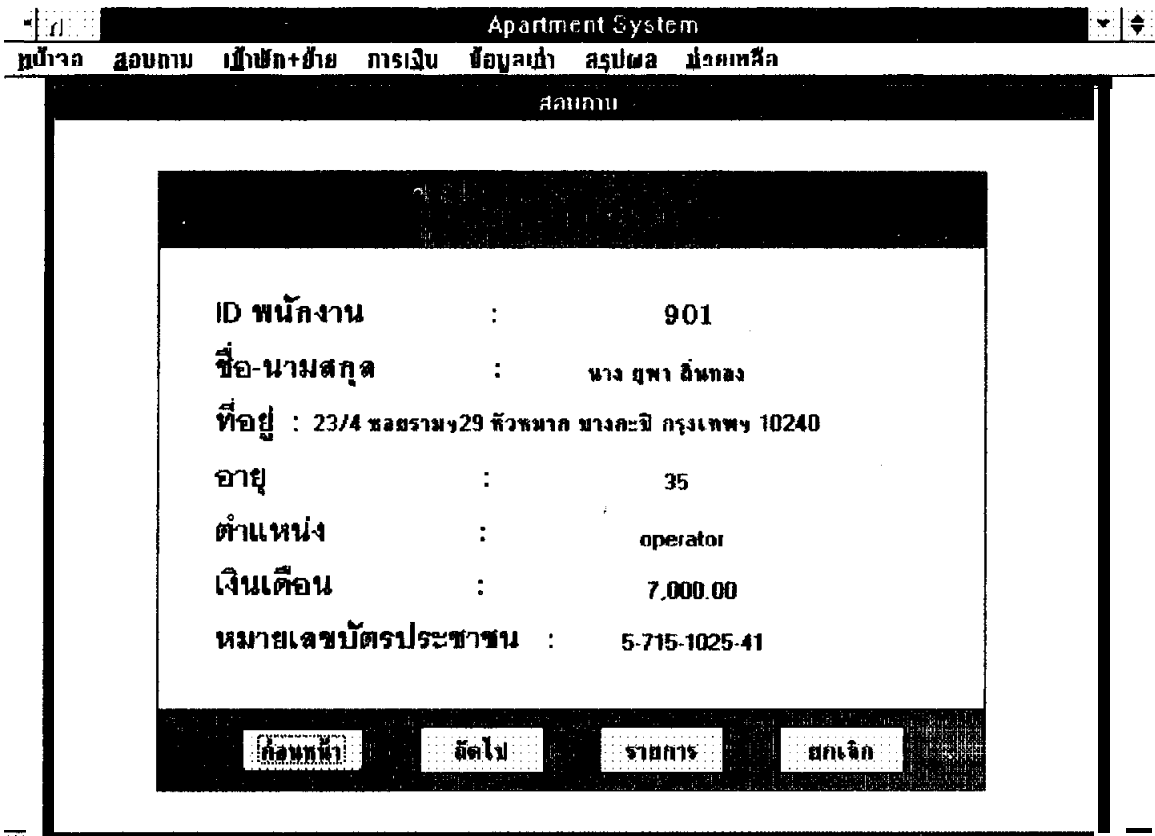 Apartment System
หน้าจอ สอบถาม เข้าพัก+ย้าย การเงิน ข้อมูลเก่า สรุปผล ช่วยเหลือ
สอบถาม
ID พนักงาน : 901
ชื่อ-นามสกุล : นาง ยุพา ถิ่นทลง
ที่อยู่ : 23/4 ซอยรามฯ29 หัวหมาก บางกะปิ กรุงเทพฯ 10240
อายุ : 35
ตำแหน่ง : operator
เงินเดือน : 7,000.00
หมายเลขบัตรประชาชน : 5-715-1025-41
ก่อนหน้า ถัดไป รายการ ยกเลิก